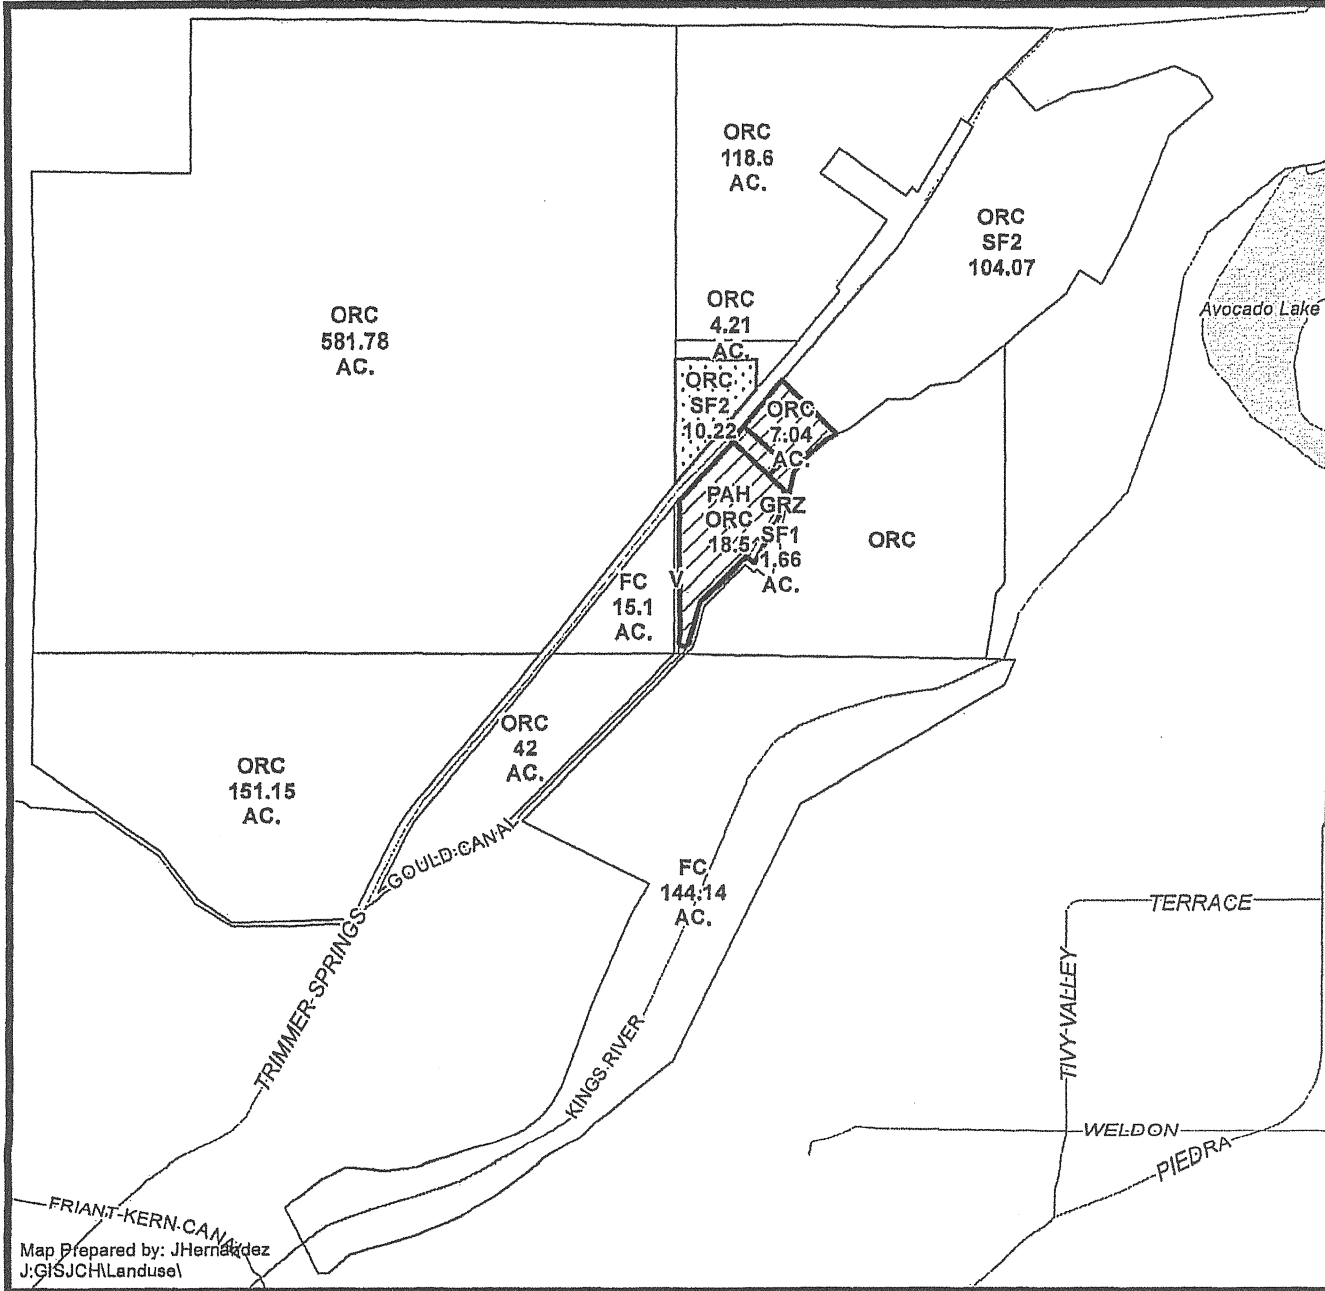 ORC
118.6
AC.
ORC
SF2
104.07
Avocado Lake
ORC
581.78
AC.
ORC
4.21
AC.
ORC
SF2
10.22
ORC
7.04
AC.
PAH
ORC
18.51
GRZ
SF1
1.66
AC.
ORC
V
FC
15.1
AC.
ORC
42
AC.
ORC
151.15
AC.
GOULD CANAL
FC
144.14
AC.
TRIMMER SPRINGS
KINGS RIVER
TERRACE
TIVY VALLEY
WELDON
PIEDRA
FRIANT-KERN CANAL
Map Prepared by: JHernandez
J:GISJCH\Landuse\